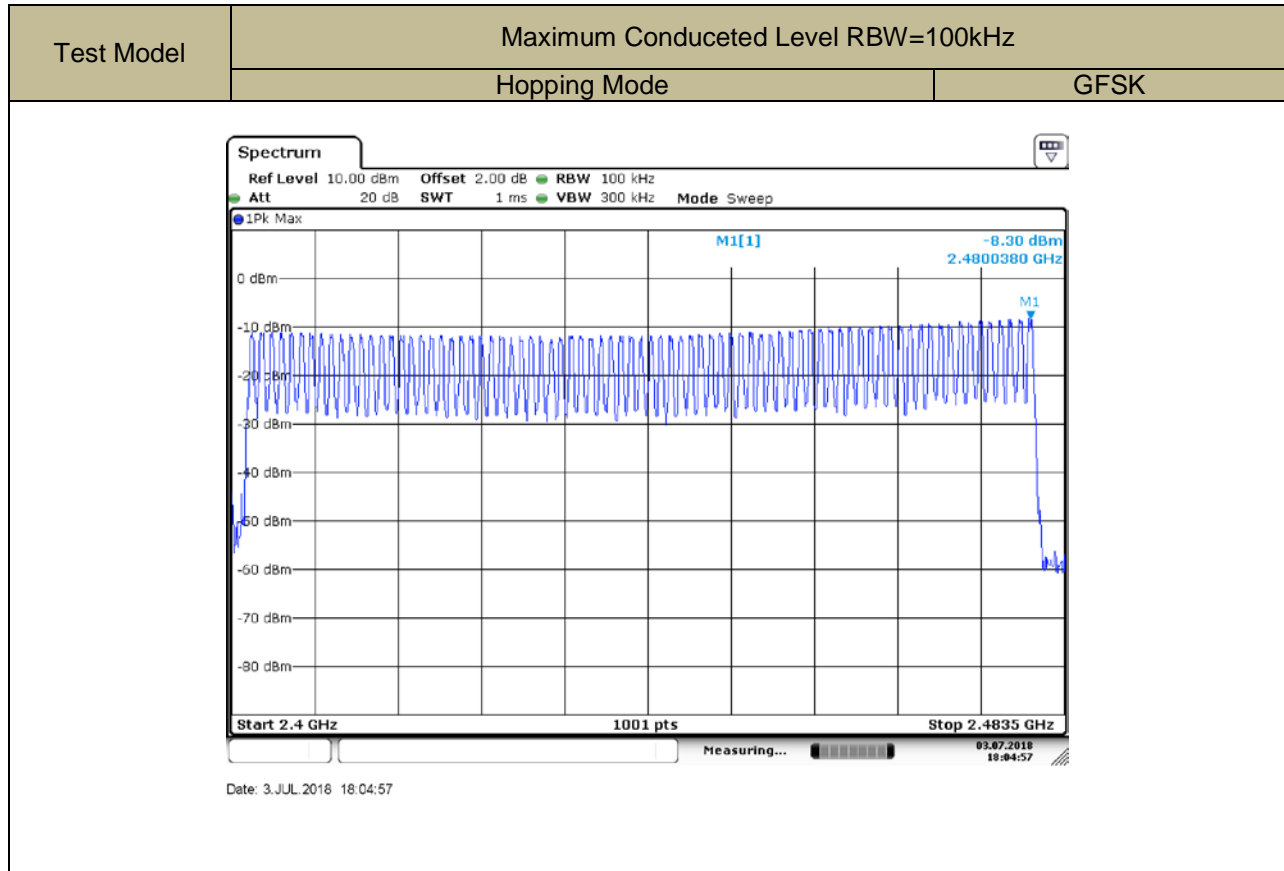 Test Model
Maximum Conduceted Level RBW=100kHz
Hopping Mode GFSK
Spectrum
Ref Level 10.00 dBm Offset 2.00 dB RBW 100 kHz
Att 20 dB SWT 1 ms VBW 300 kHz Mode Sweep
1Pk Max
M1[1] -8.30 dBm
2.4800380 GHz
0 dBm
M1
-10 dBm
-20 dBm
-30 dBm
-40 dBm
-50 dBm
-60 dBm
-70 dBm
-80 dBm
Start 2.4 GHz 1001 pts Stop 2.4835 GHz
Measuring... 03.07.2018
18:04:57
Date: 3.JUL.2018 18:04:57